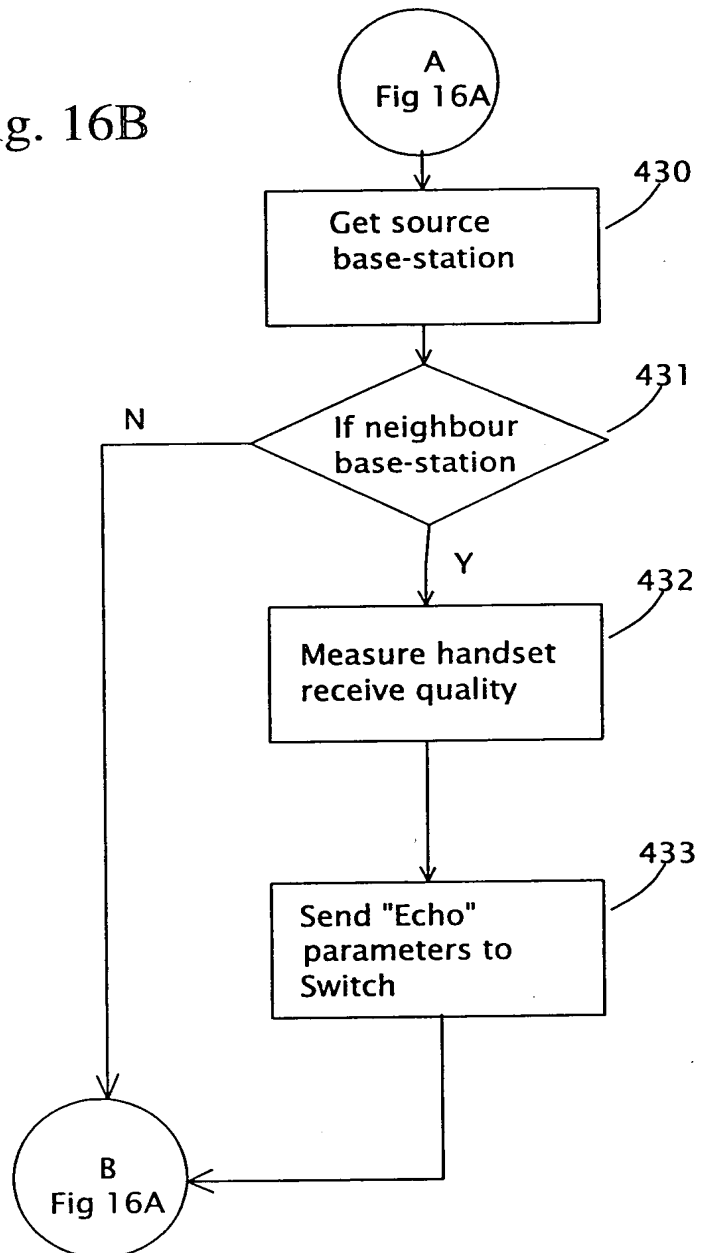 g. 16B
A
Fig 16A
430
Get source
base-station
431
N
If neighbour
base-station
Y
432
Measure handset
receive quality
433
Send "Echo"
parameters to
Switch
B
Fig 16A